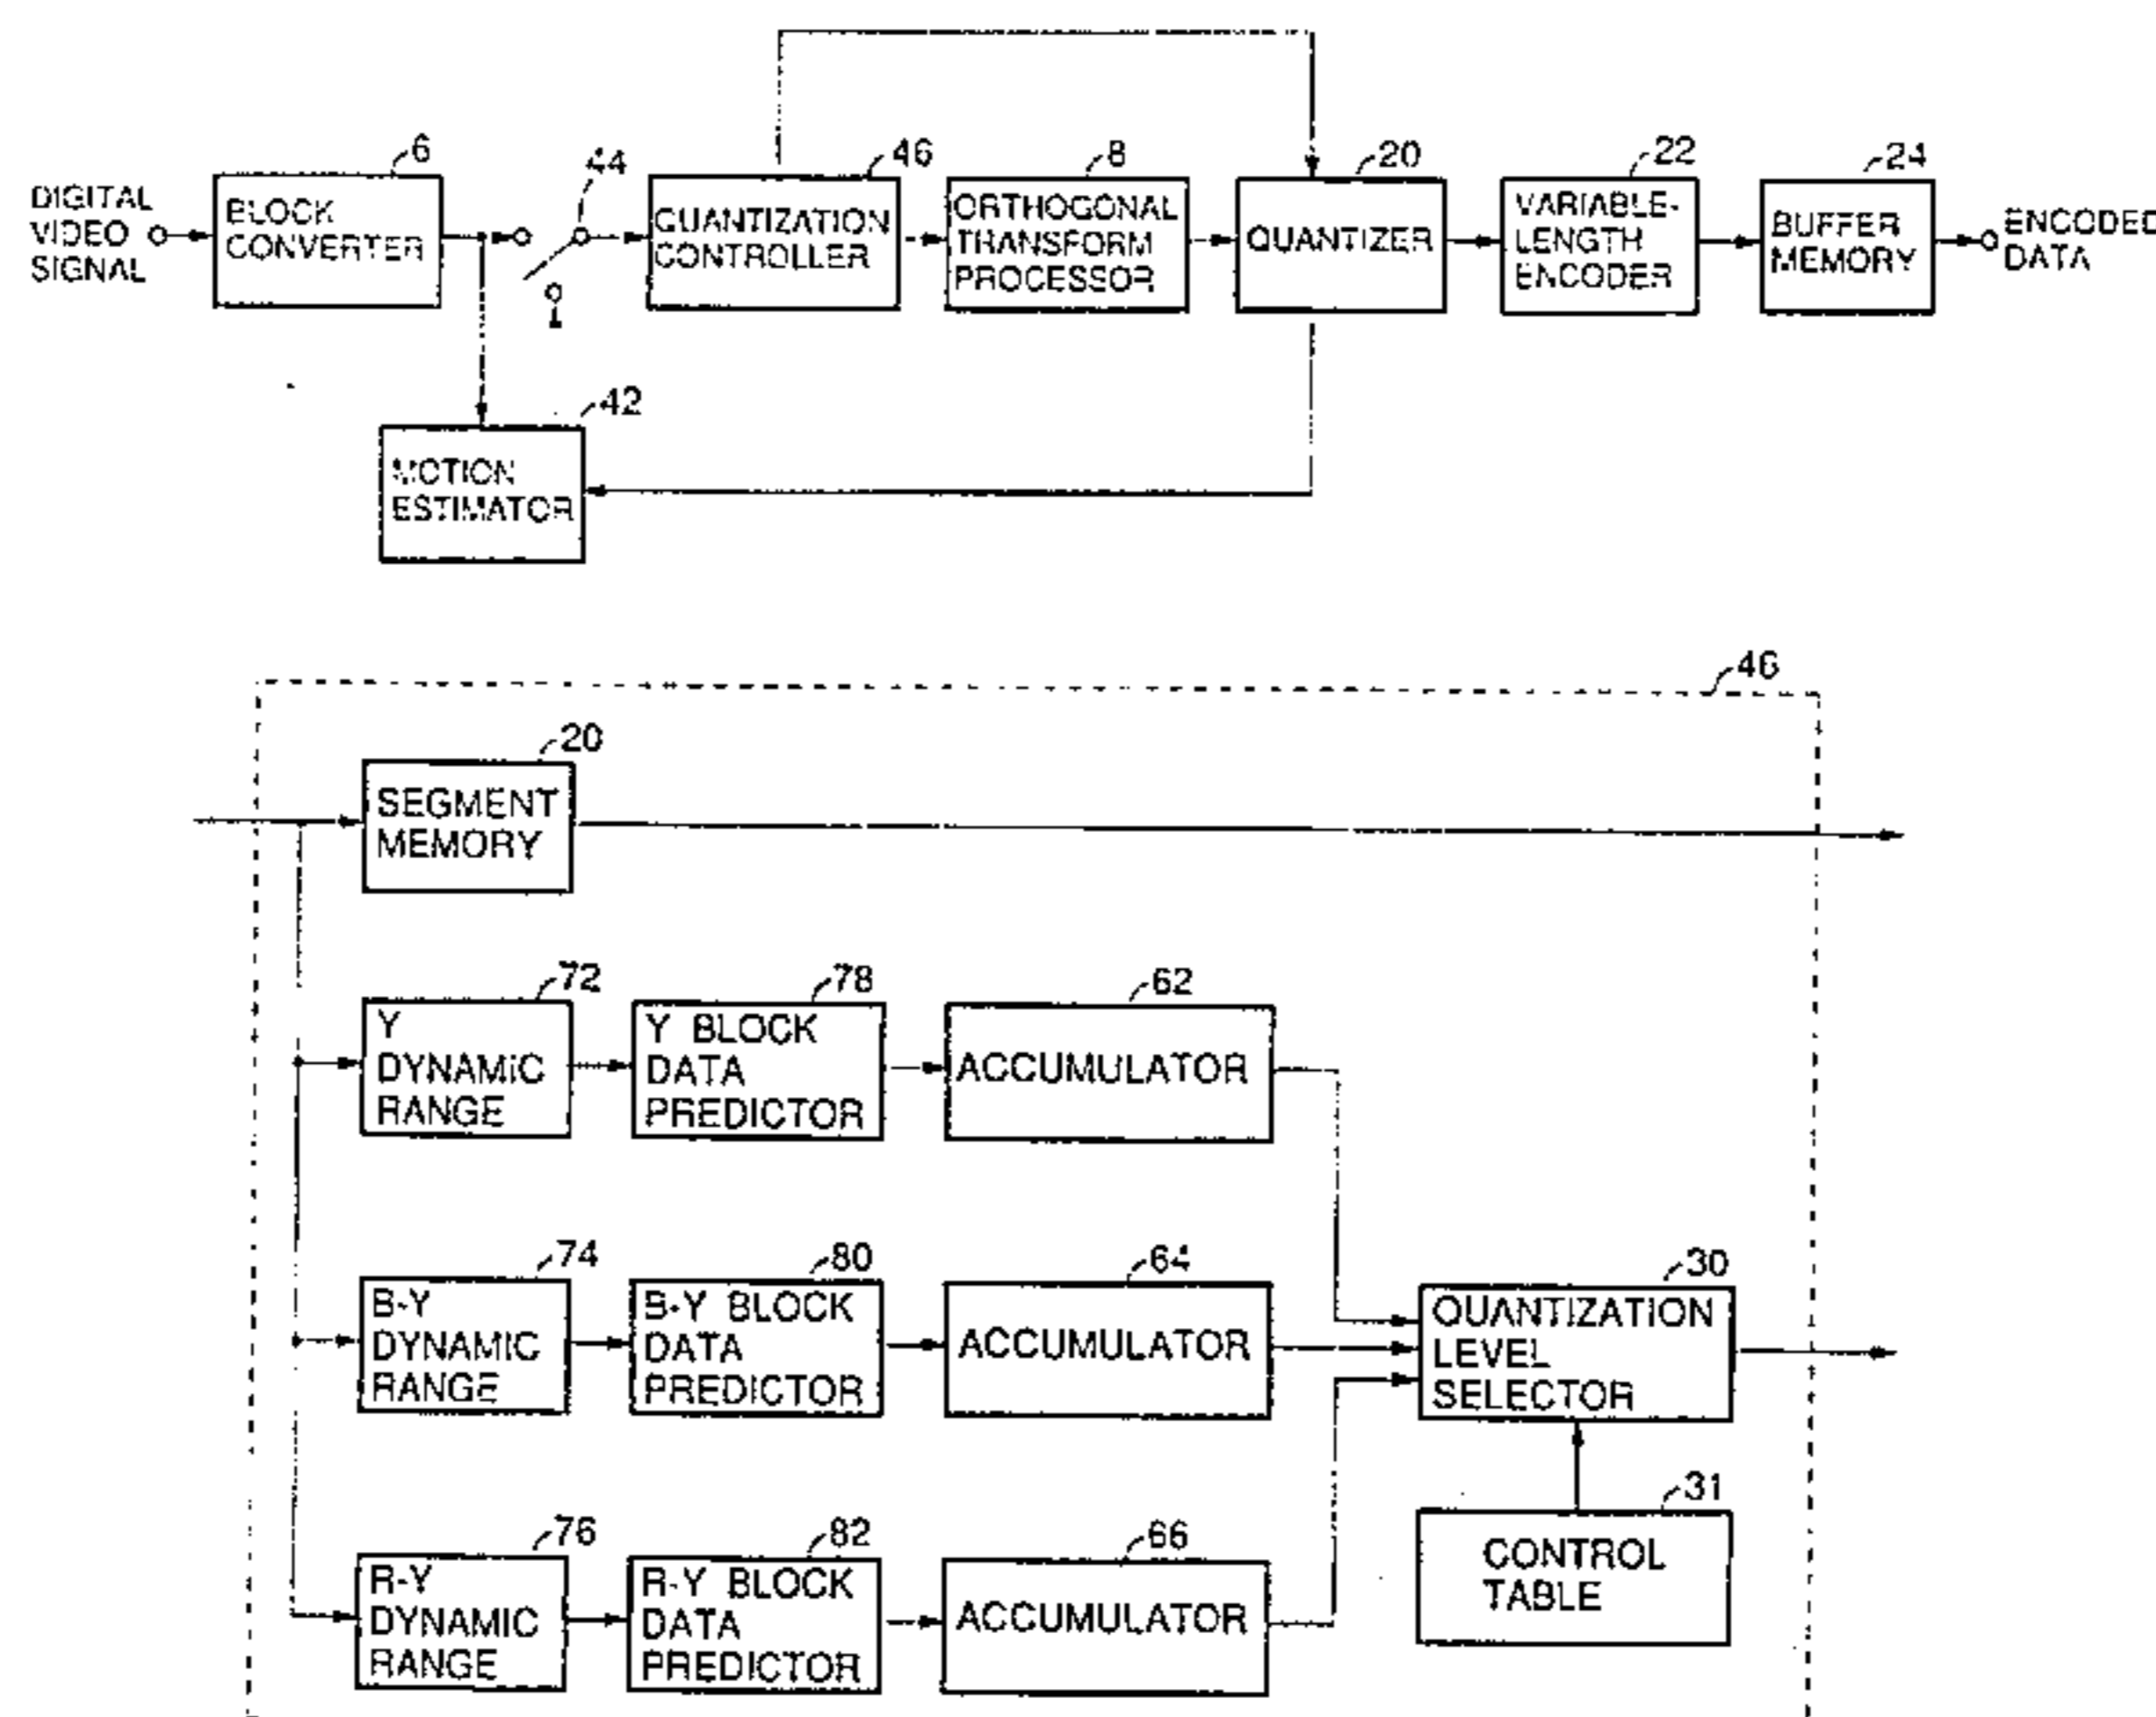 DIGITAL
VIDEO
SIGNAL
6
BLOCK
CONVERTER
44
46
QUANTIZATION
CONTROLLER
8
ORTHOGONAL
TRANSFORM
PROCESSOR
20
QUANTIZER
22
VARIABLE-
LENGTH
ENCODER
24
BUFFER
MEMORY
ENCODED
DATA
42
MOTION
ESTIMATOR
46
20
SEGMENT
MEMORY
72
Y
DYNAMIC
RANGE
78
Y BLOCK
DATA
PREDICTOR
62
ACCUMULATOR
74
B-Y
DYNAMIC
RANGE
80
B-Y BLOCK
DATA
PREDICTOR
64
ACCUMULATOR
30
QUANTIZATION
LEVEL
SELECTOR
76
R-Y
DYNAMIC
RANGE
82
R-Y BLOCK
DATA
PREDICTOR
66
ACCUMULATOR
31
CONTROL
TABLE